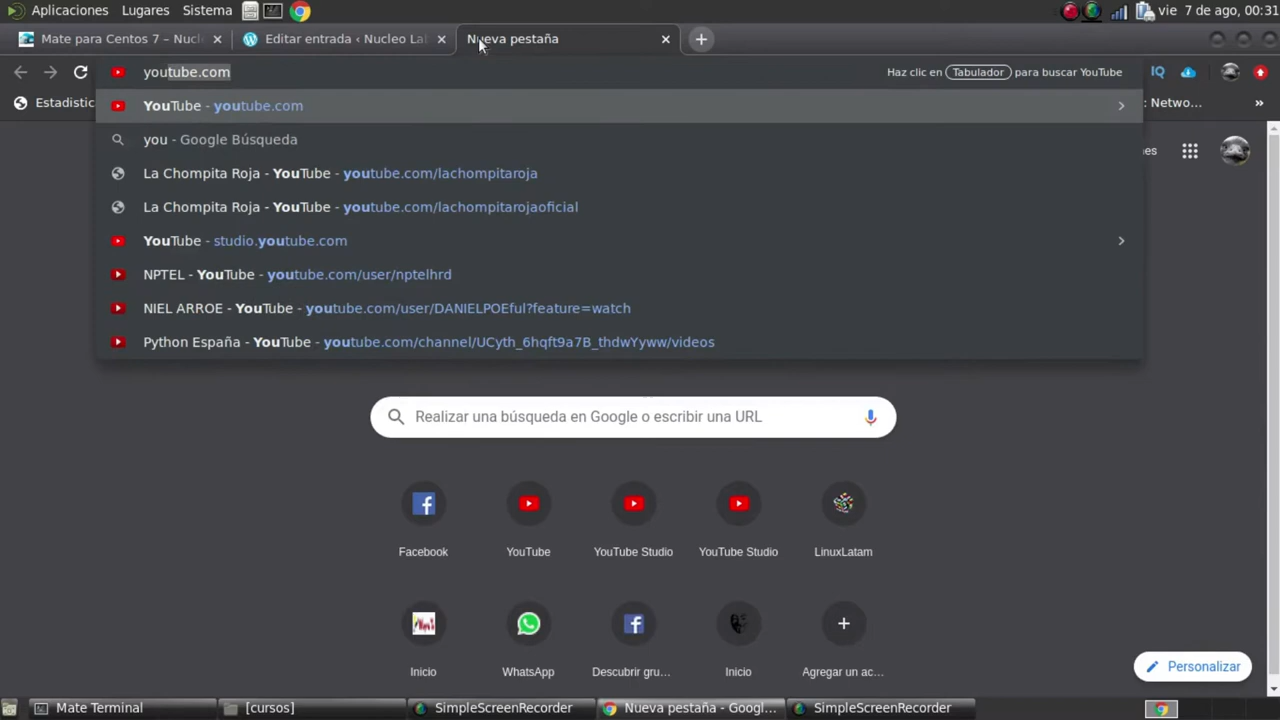 Aplicaciones Lugares Sistema vie 7 de ago, 00:31
Mate para Centos 7 – Nucl Editar entrada ‹ Nucleo La Nueva pestaña
youtube.com Haz clic en Tabulador para buscar YouTube
Estadistic : Netwo... »
YouTube - youtube.com
you - Google Búsqueda
nes
La Chompita Roja - YouTube - youtube.com/lachompitaroja
La Chompita Roja - YouTube - youtube.com/lachompitarojaoficial
YouTube - studio.youtube.com
NPTEL - YouTube - youtube.com/user/nptelhrd
NIEL ARROE - YouTube - youtube.com/user/DANIELPOEful?feature=watch
Python España - YouTube - youtube.com/channel/UCyth_6hqft9a7B_thdwYyww/videos
Realizar una búsqueda en Google o escribir una URL
Facebook YouTube YouTube Studio YouTube Studio LinuxLatam
Inicio WhatsApp Descubrir gru... Inicio Agregar un ac...
Personalizar
Mate Terminal [cursos] SimpleScreenRecorder Nueva pestaña - Googl... SimpleScreenRecorder